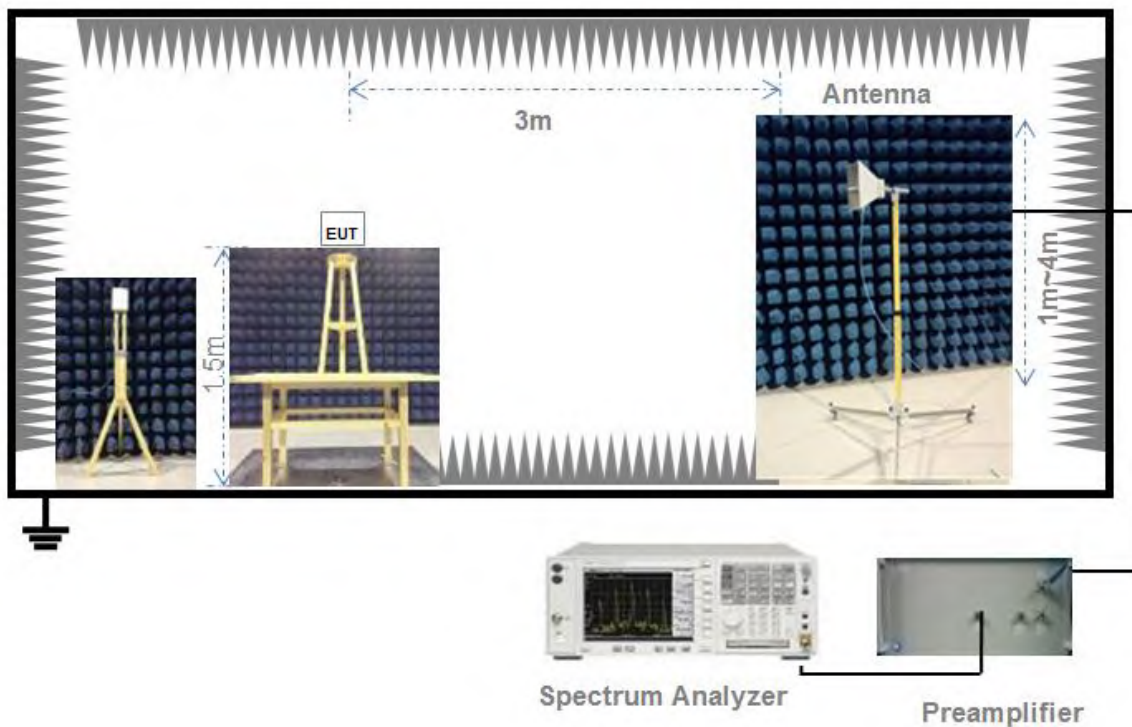 Antenna
3m
EUT
1.5m
1m~4m
Spectrum Analyzer
Preamplifier